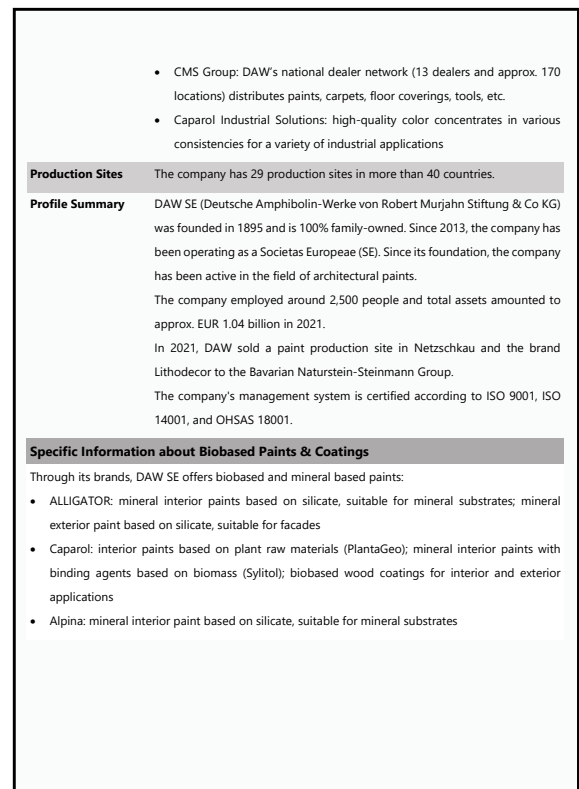 • CMS Group: DAW's national dealer network (13 dealers and approx. 170
locations) distributes paints, carpets, floor coverings, tools, etc.
• Caparol Industrial Solutions: high-quality color concentrates in various
consistencies for a variety of industrial applications
Production Sites The company has 29 production sites in more than 40 countries.
Profile Summary DAW SE (Deutsche Amphibolin-Werke von Robert Murjahn Stiftung & Co KG)
was founded in 1895 and is 100% family-owned. Since 2013, the company has
been operating as a Societas Europeae (SE). Since its foundation, the company
has been active in the field of architectural paints.
The company employed around 2,500 people and total assets amounted to
approx. EUR 1.04 billion in 2021.
In 2021, DAW sold a paint production site in Netzschkau and the brand
Lithodecor to the Bavarian Naturstein-Steinmann Group.
The company's management system is certified according to ISO 9001, ISO
14001, and OHSAS 18001.
Specific Information about Biobased Paints & Coatings
Through its brands, DAW SE offers biobased and mineral based paints:
• ALLIGATOR: mineral interior paints based on silicate, suitable for mineral substrates; mineral
exterior paint based on silicate, suitable for facades
• Caparol: interior paints based on plant raw materials (PlantaGeo); mineral interior paints with
binding agents based on biomass (Sylitol); biobased wood coatings for interior and exterior
applications
• Alpina: mineral interior paint based on silicate, suitable for mineral substrates